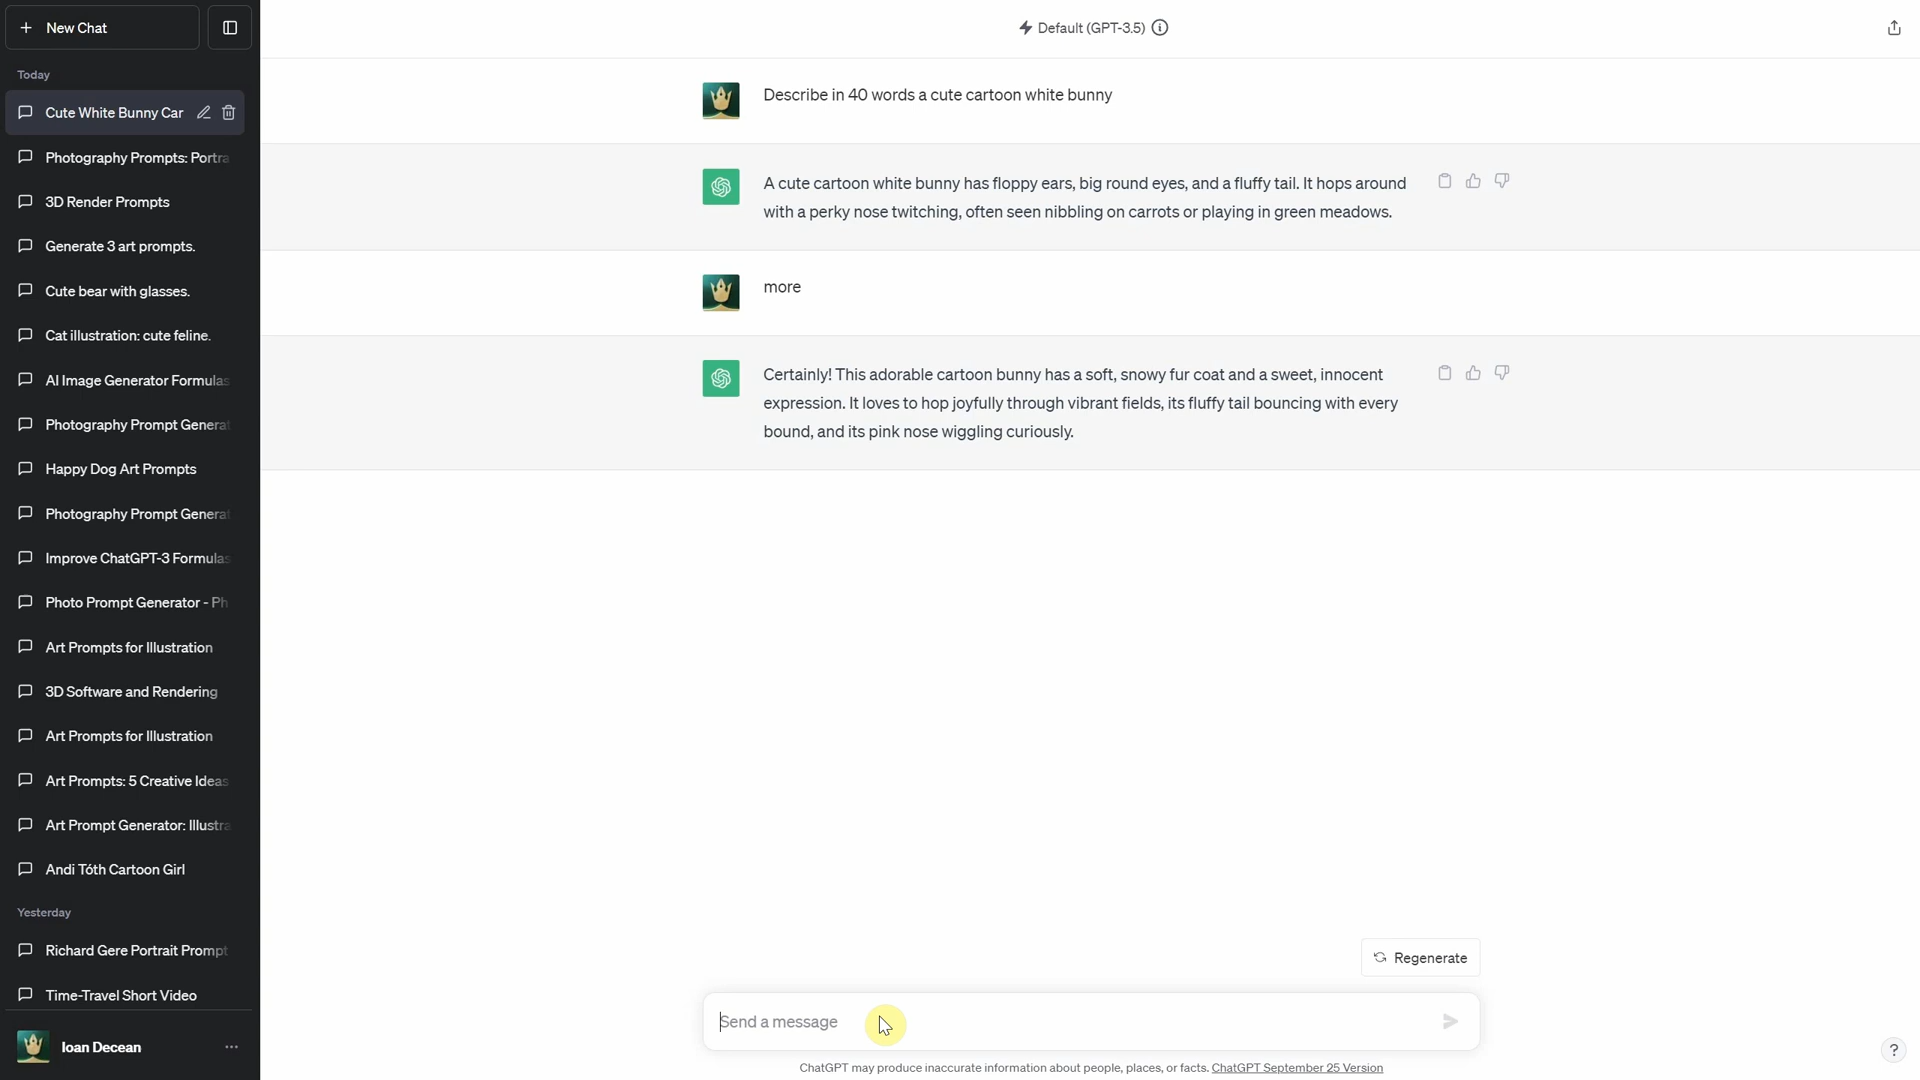 New Chat
Today
Cute White Bunny Car
Photography Prompts: Portra
3D Render Prompts
Generate 3 art prompts.
Cute bear with glasses.
Cat illustration: cute feline.
AI Image Generator Formulas
Photography Prompt Generat
Happy Dog Art Prompts
Photography Prompt Generat
Improve ChatGPT-3 Formulas
Photo Prompt Generator - Ph
Art Prompts for Illustration
3D Software and Rendering
Art Prompts for Illustration
Art Prompts: 5 Creative Ideas
Art Prompt Generator: Illustra
Andi Tóth Cartoon Girl
Yesterday
Richard Gere Portrait Prompt
Time-Travel Short Video
Ioan Decean
Default (GPT-3.5)
Describe in 40 words a cute cartoon white bunny
A cute cartoon white bunny has floppy ears, big round eyes, and a fluffy tail. It hops around
with a perky nose twitching, often seen nibbling on carrots or playing in green meadows.
more
Certainly! This adorable cartoon bunny has a soft, snowy fur coat and a sweet, innocent
expression. It loves to hop joyfully through vibrant fields, its fluffy tail bouncing with every
bound, and its pink nose wiggling curiously.
Regenerate
Send a message
ChatGPT may produce inaccurate information about people, places, or facts. ChatGPT September 25 Version
?